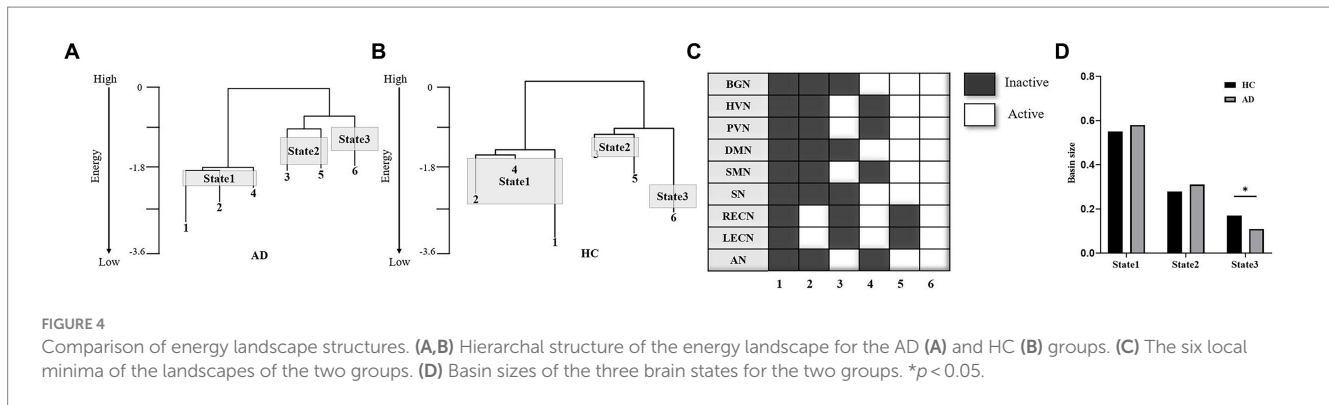 A
High
0
Energy
-1.8
-3.6
Low
State1
State2
State3
1
2
4
3
5
6
AD
B
High
0
Energy
-1.8
-3.6
Low
State1
State2
State3
2
4
1
5
6
HC
C
BGN
HVN
PVN
DMN
SMN
SN
RECN
LECN
AN
1 2 3 4 5 6
Inactive
Active
D
HC
AD
Basin size
0.8
0.6
0.4
0.2
0.0
*
State1 State2 State3
FIGURE 4
Comparison of energy landscape structures. (A,B) Hierarchal structure of the energy landscape for the AD (A) and HC (B) groups. (C) The six local
minima of the landscapes of the two groups. (D) Basin sizes of the three brain states for the two groups. *p < 0.05.